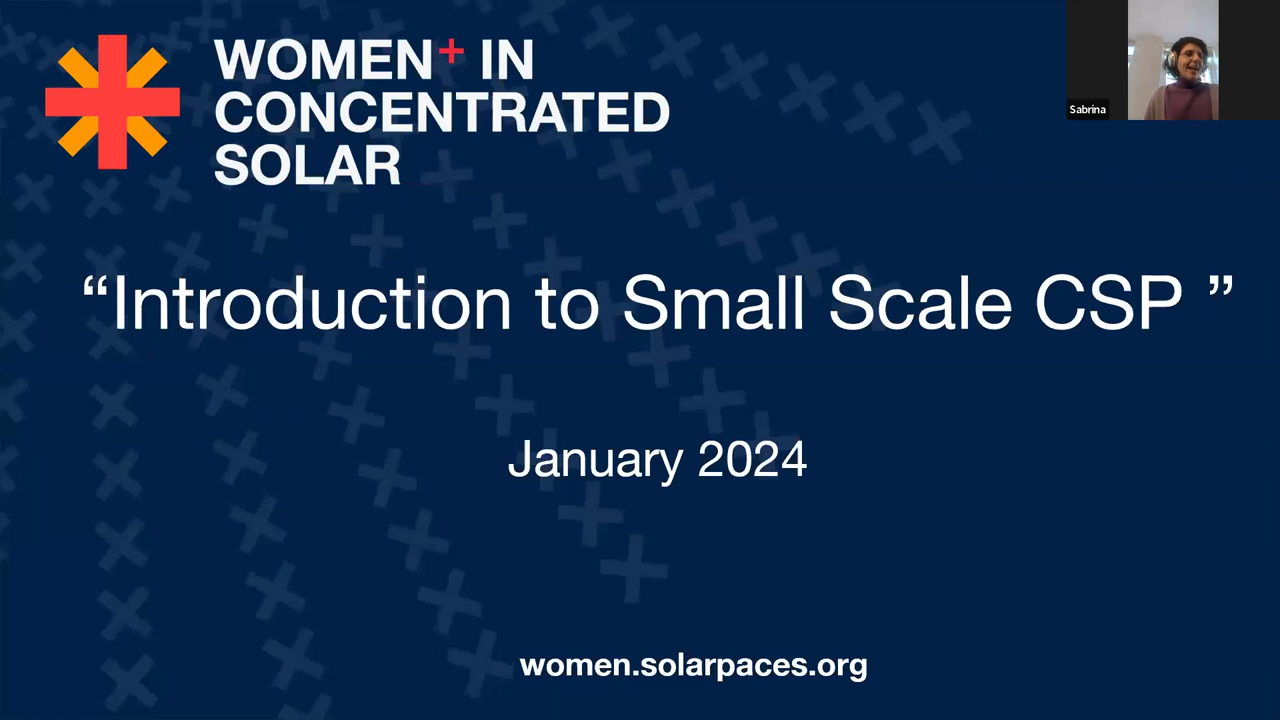 WOMEN+ IN
CONCENTRATED
SOLAR
Sabrina
“Introduction to Small Scale CSP ”
January 2024
women.solarpaces.org